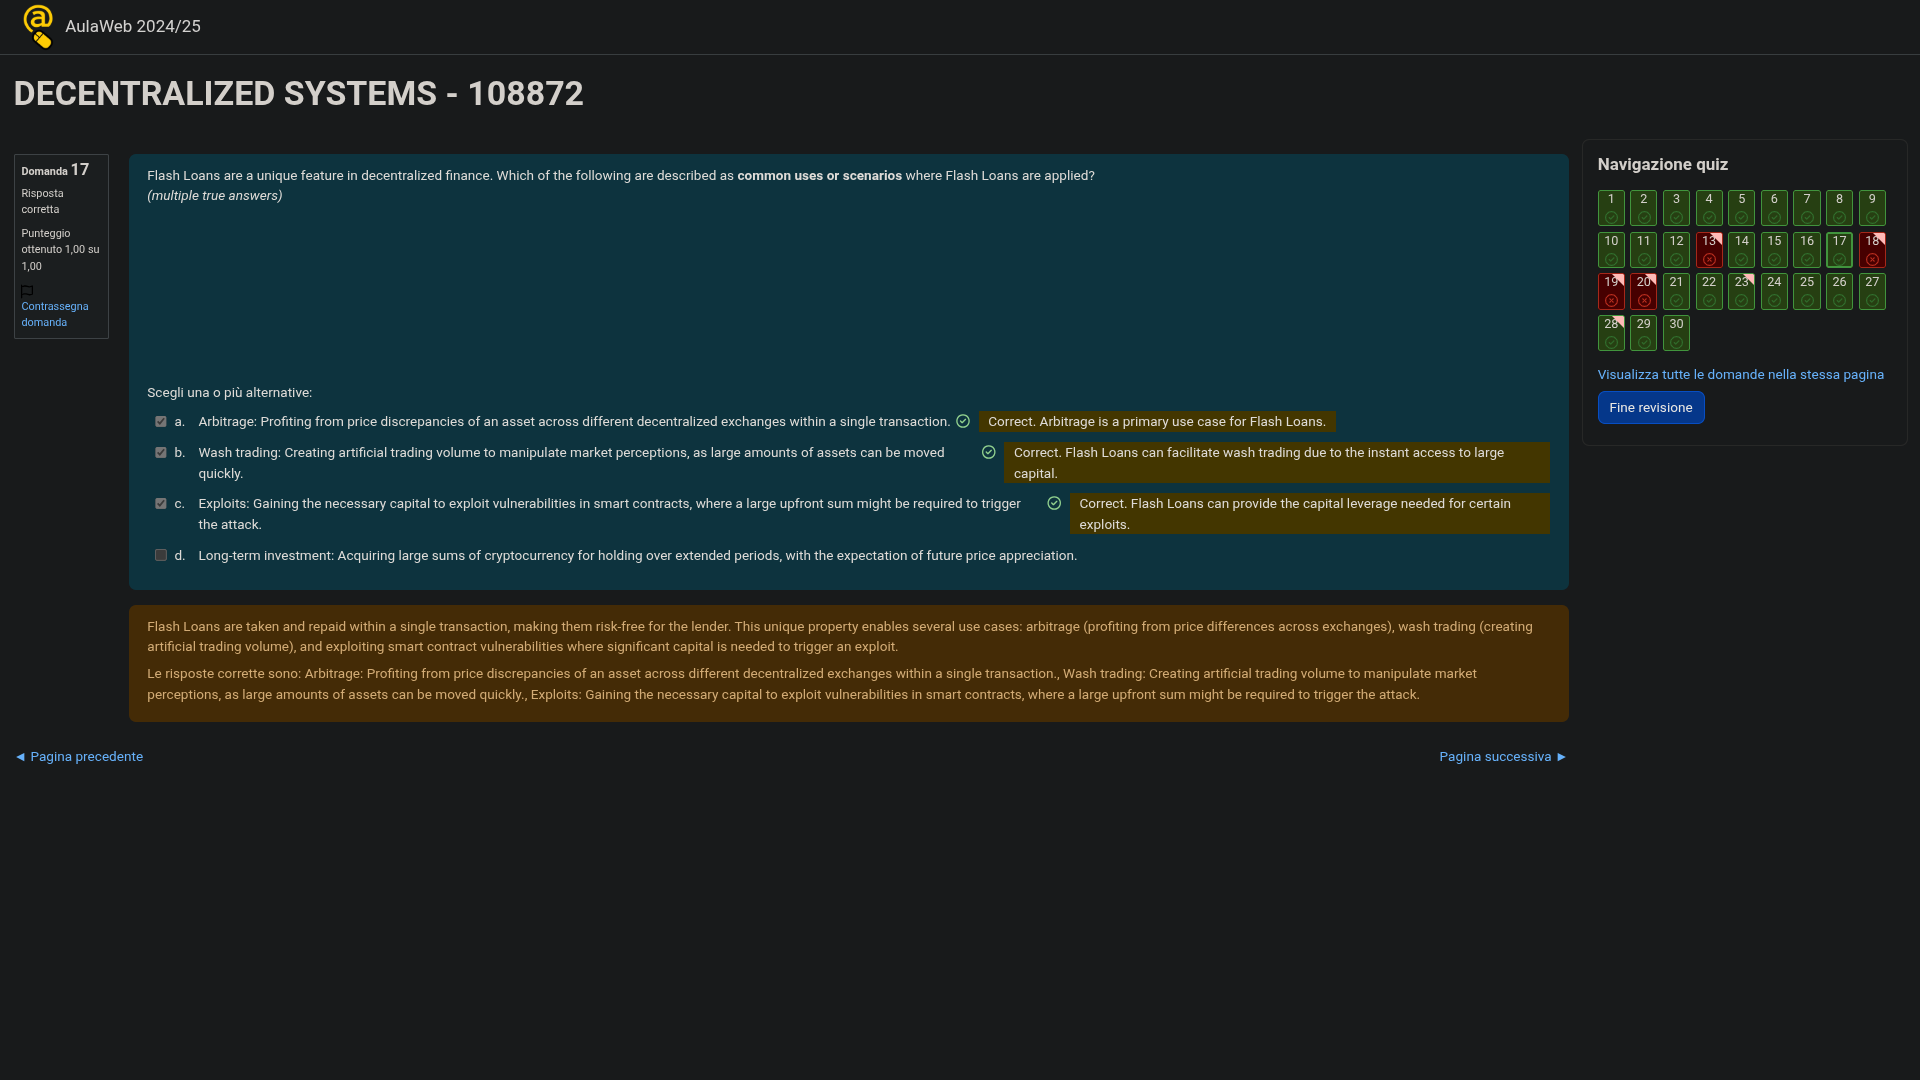 AulaWeb 2024/25
DECENTRALIZED SYSTEMS - 108872
Domanda 17
Risposta
corretta
Punteggio
ottenuto 1,00 su
1,00
Contrassegna
domanda
Flash Loans are a unique feature in decentralized finance. Which of the following are described as common uses or scenarios where Flash Loans are applied?
(multiple true answers)
Scegli una o più alternative:
a. Arbitrage: Profiting from price discrepancies of an asset across different decentralized exchanges within a single transaction. Correct. Arbitrage is a primary use case for Flash Loans.
b. Wash trading: Creating artificial trading volume to manipulate market perceptions, as large amounts of assets can be moved
quickly.
Correct. Flash Loans can facilitate wash trading due to the instant access to large
capital.
c. Exploits: Gaining the necessary capital to exploit vulnerabilities in smart contracts, where a large upfront sum might be required to trigger
the attack.
Correct. Flash Loans can provide the capital leverage needed for certain
exploits.
d. Long-term investment: Acquiring large sums of cryptocurrency for holding over extended periods, with the expectation of future price appreciation.
Flash Loans are taken and repaid within a single transaction, making them risk-free for the lender. This unique property enables several use cases: arbitrage (profiting from price differences across exchanges), wash trading (creating
artificial trading volume), and exploiting smart contract vulnerabilities where significant capital is needed to trigger an exploit.
Le risposte corrette sono: Arbitrage: Profiting from price discrepancies of an asset across different decentralized exchanges within a single transaction., Wash trading: Creating artificial trading volume to manipulate market
perceptions, as large amounts of assets can be moved quickly., Exploits: Gaining the necessary capital to exploit vulnerabilities in smart contracts, where a large upfront sum might be required to trigger the attack.
◄ Pagina precedente
Pagina successiva ►
Navigazione quiz
1 2 3 4 5 6 7 8 9
10 11 12 13 14 15 16 17 18
19 20 21 22 23 24 25 26 27
28 29 30
Visualizza tutte le domande nella stessa pagina
Fine revisione